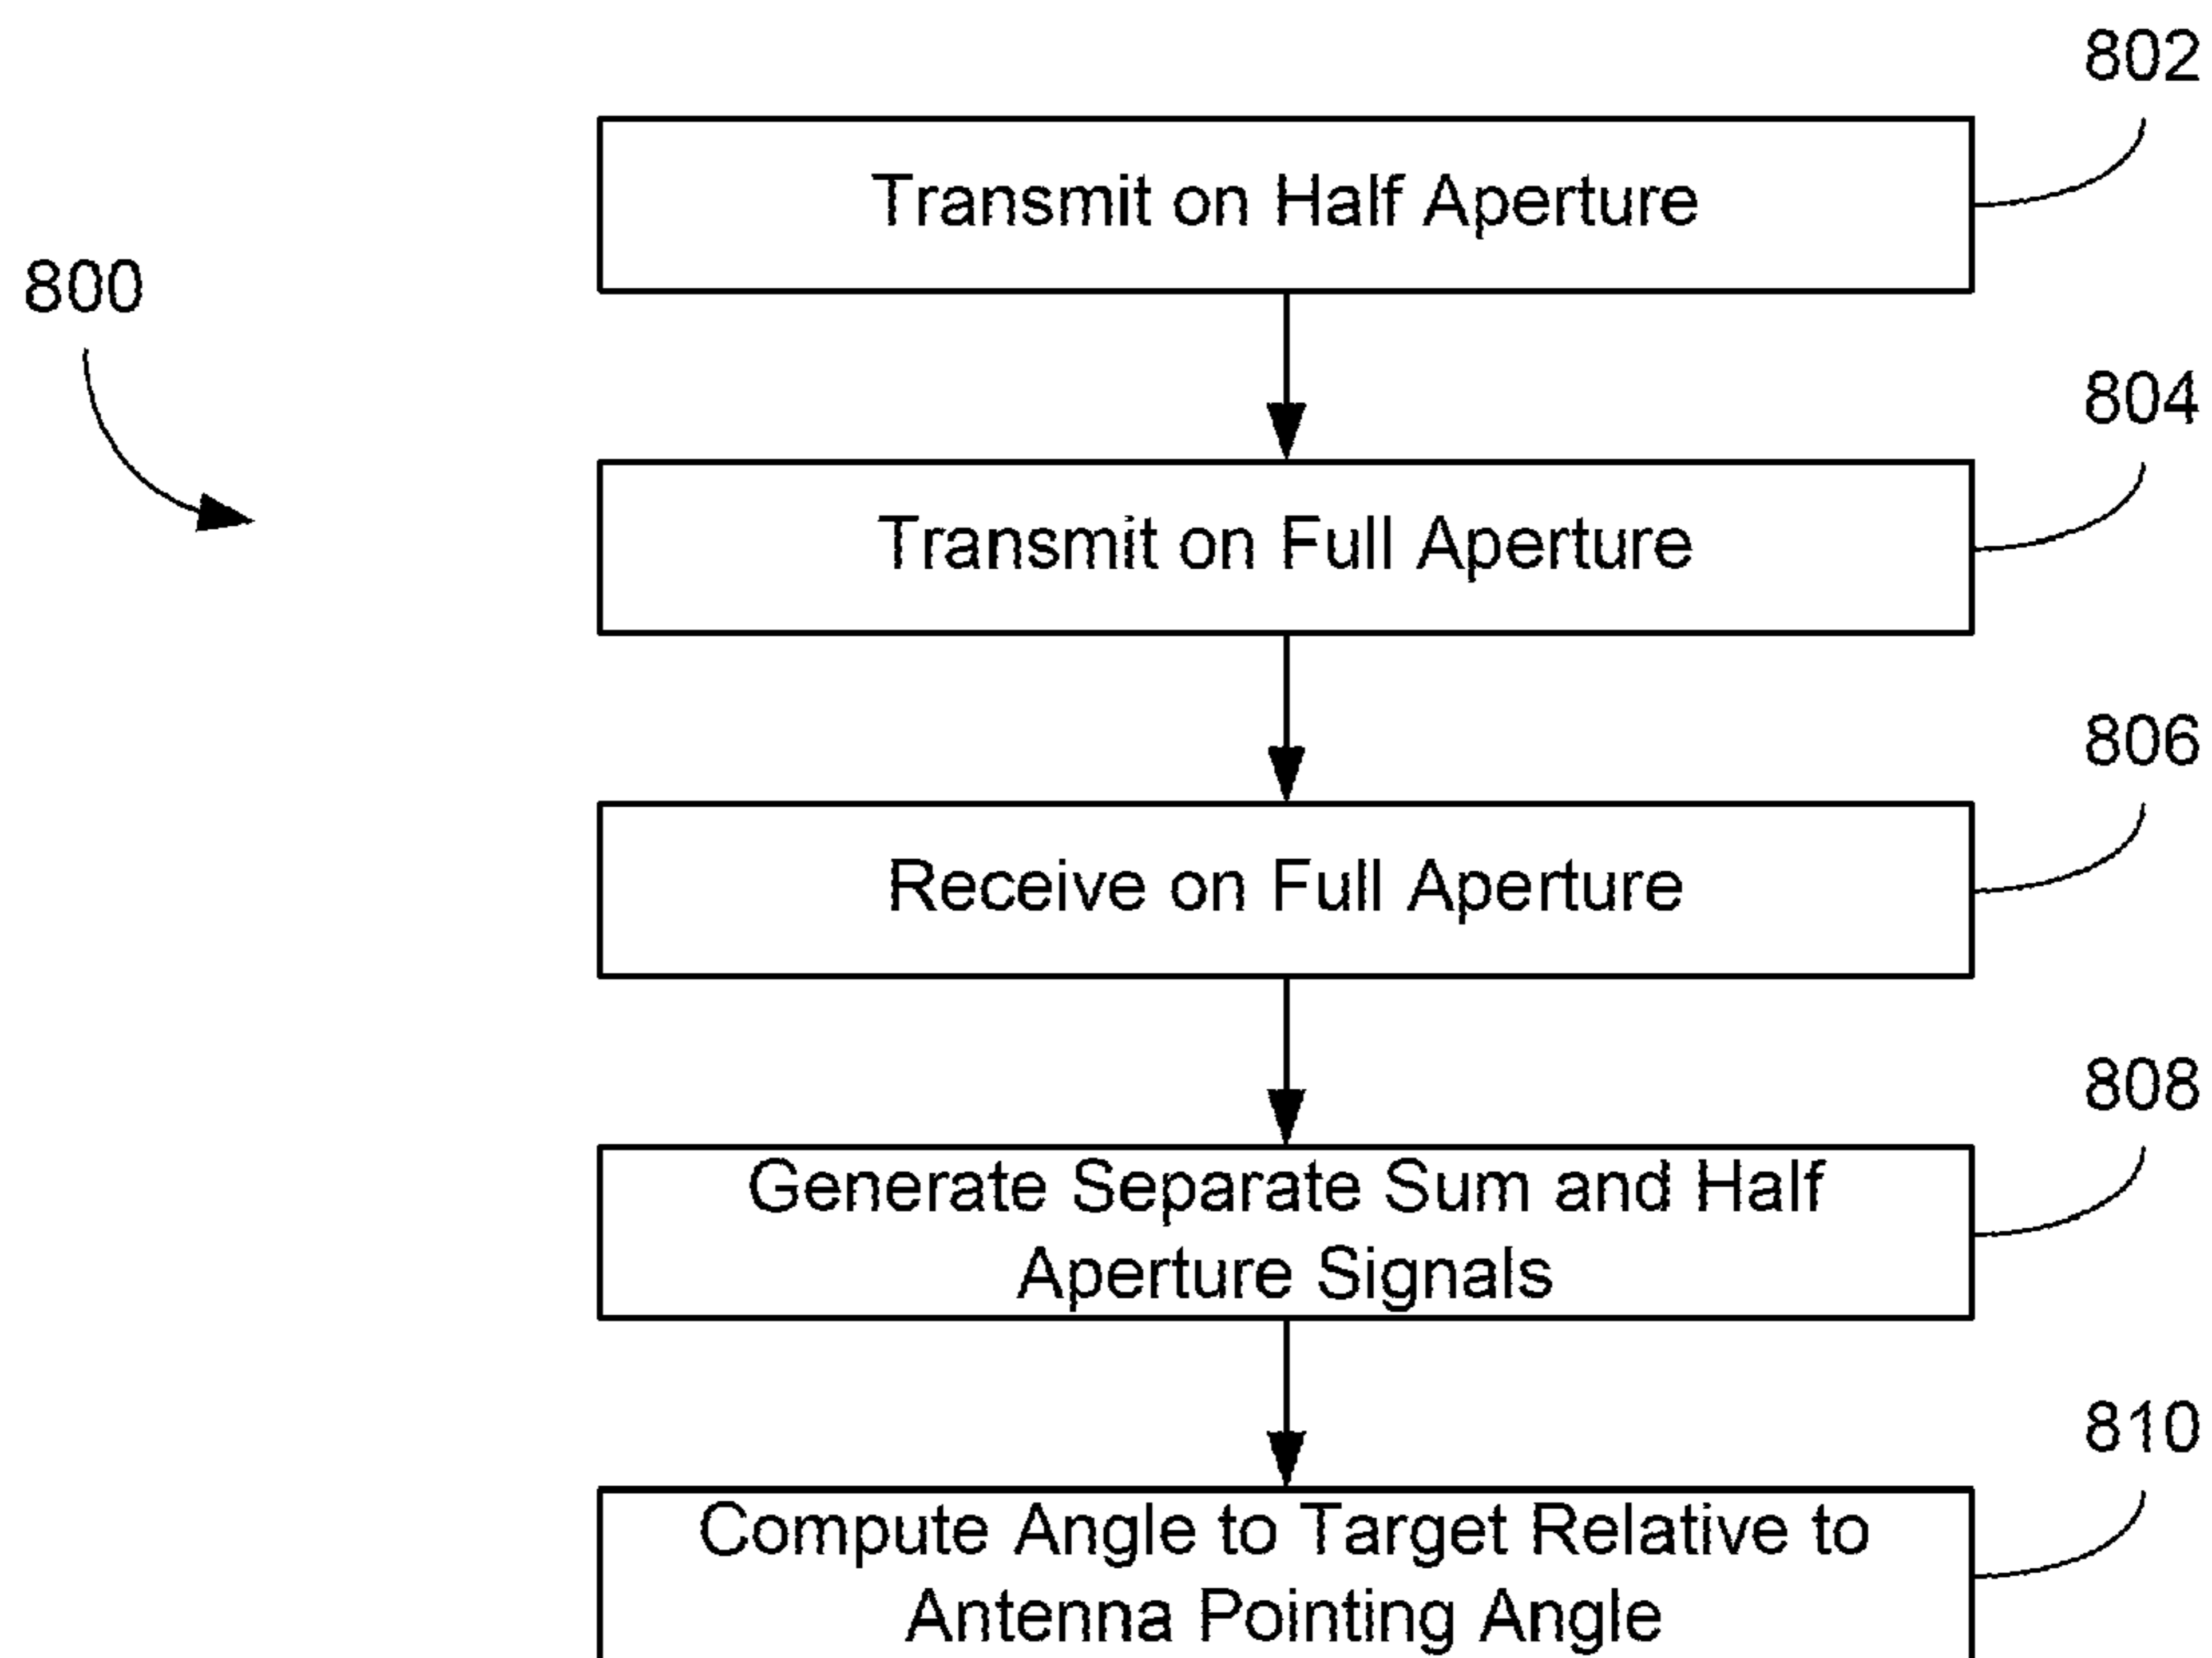 802
Transmit on Half Aperture
800
804
Transmit on Full Aperture
806
Receive on Full Aperture
808
Generate Separate Sum and Half
Aperture Signals
810
Compute Angle to Target Relative to
Antenna Pointing Angle